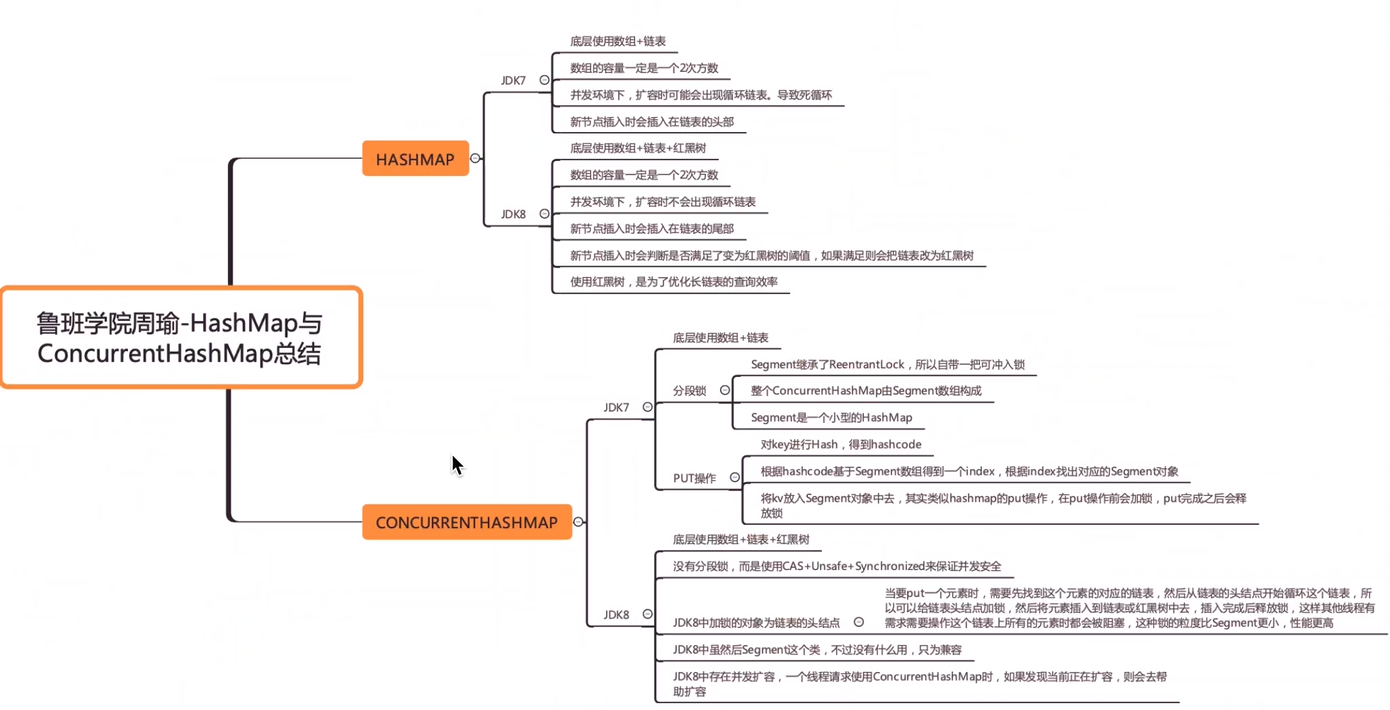 鲁班学院周瑜-HashMap与
ConcurrentHashMap总结
HASHMAP
JDK7
底层使用数组+链表
数组的容量一定是一个2次方数
并发环境下，扩容时可能会出现循环链表。导致死循环
新节点插入时会插入在链表的头部
JDK8
底层使用数组+链表+红黑树
数组的容量一定是一个2次方数
并发环境下，扩容时不会出现循环链表
新节点插入时会插入在链表的尾部
新节点插入时会判断是否满足了变为红黑树的阈值，如果满足则会把链表改为红黑树
使用红黑树，是为了优化长链表的查询效率
CONCURRENTHASHMAP
JDK7
底层使用数组+链表
分段锁
Segment继承了ReentrantLock，所以自带一把可冲入锁
整个ConcurrentHashMap由Segment数组构成
Segment是一个小型的HashMap
PUT操作
对key进行Hash，得到hashcode
根据hashcode基于Segment数组得到一个index，根据index找出对应的Segment对象
将kv放入Segment对象中去，其实类似hashmap的put操作，在put操作前会加锁，put完成之后会释
放锁
JDK8
底层使用数组+链表+红黑树
没有分段锁，而是使用CAS+Unsafe+Synchronized来保证并发安全
JDK8中加锁的对象为链表的头结点
当要put一个元素时，需要先找到这个元素的对应的链表，然后从链表的头结点开始循环这个链表，所
以可以给链表头结点加锁，然后将元素插入到链表或红黑树中去，插入完成后释放锁，这样其他线程有
需求需要操作这个链表上所有的元素时都会被阻塞，这种锁的粒度比Segment更小，性能更高
JDK8中虽然后Segment这个类，不过没有什么用，只为兼容
JDK8中存在并发扩容，一个线程请求使用ConcurrentHashMap时，如果发现当前正在扩容，则会去帮
助扩容